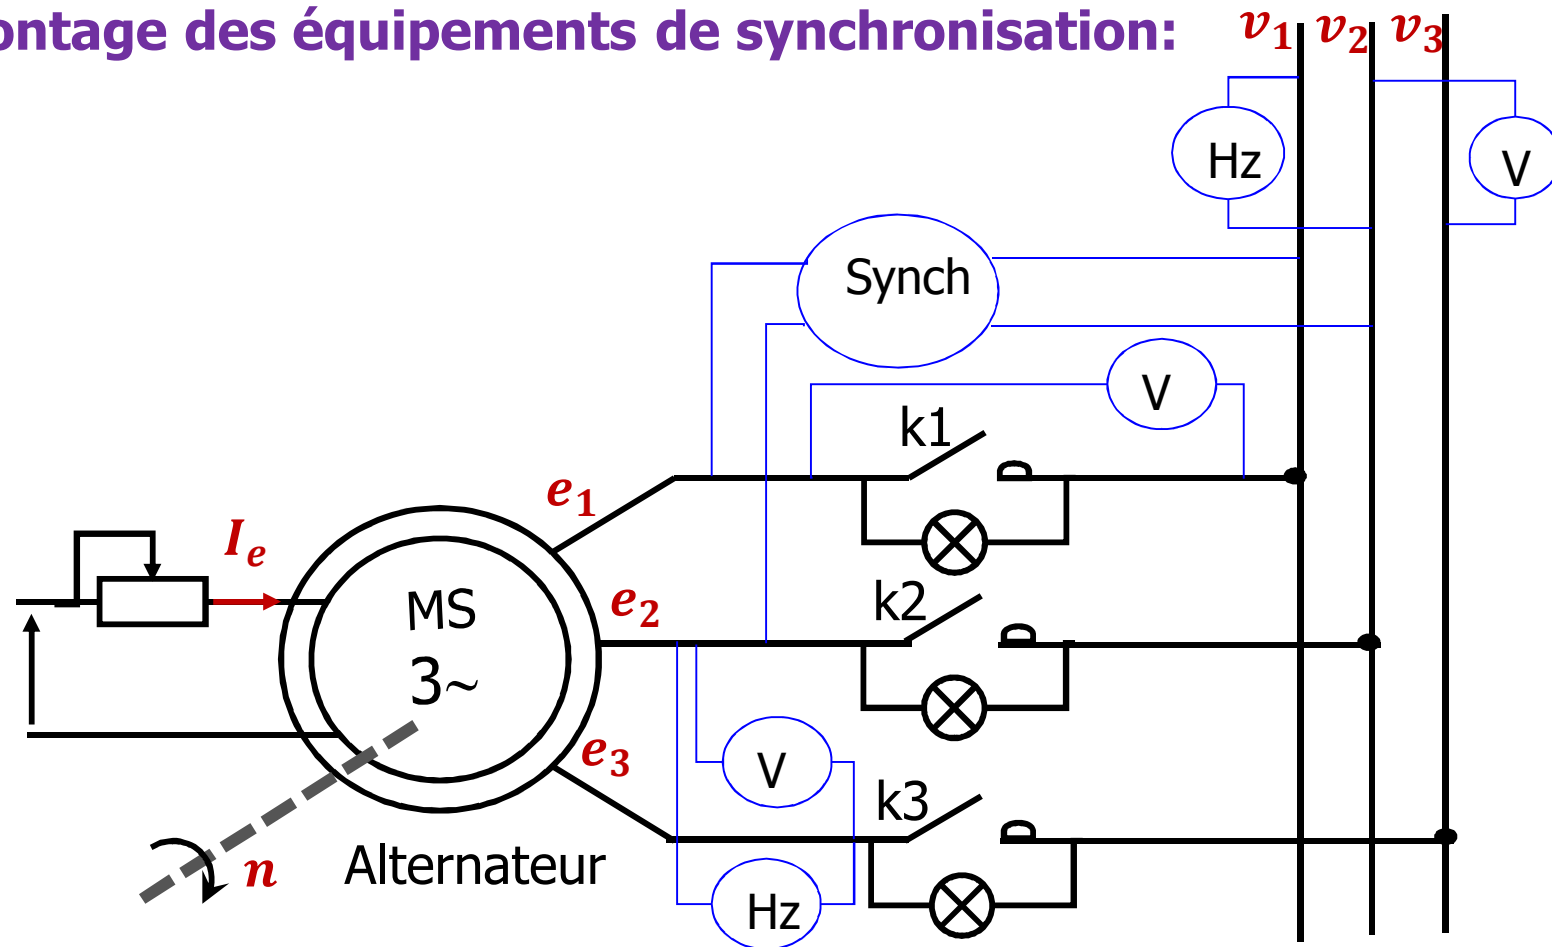 ontage des équipements de synchronisation:
v₁ v₂ v₃
Hz
V
Synch
V
k1
e₁
Iₑ
k2
e₂
MS
3~
e₃
V
k3
Alternateur
n
Hz